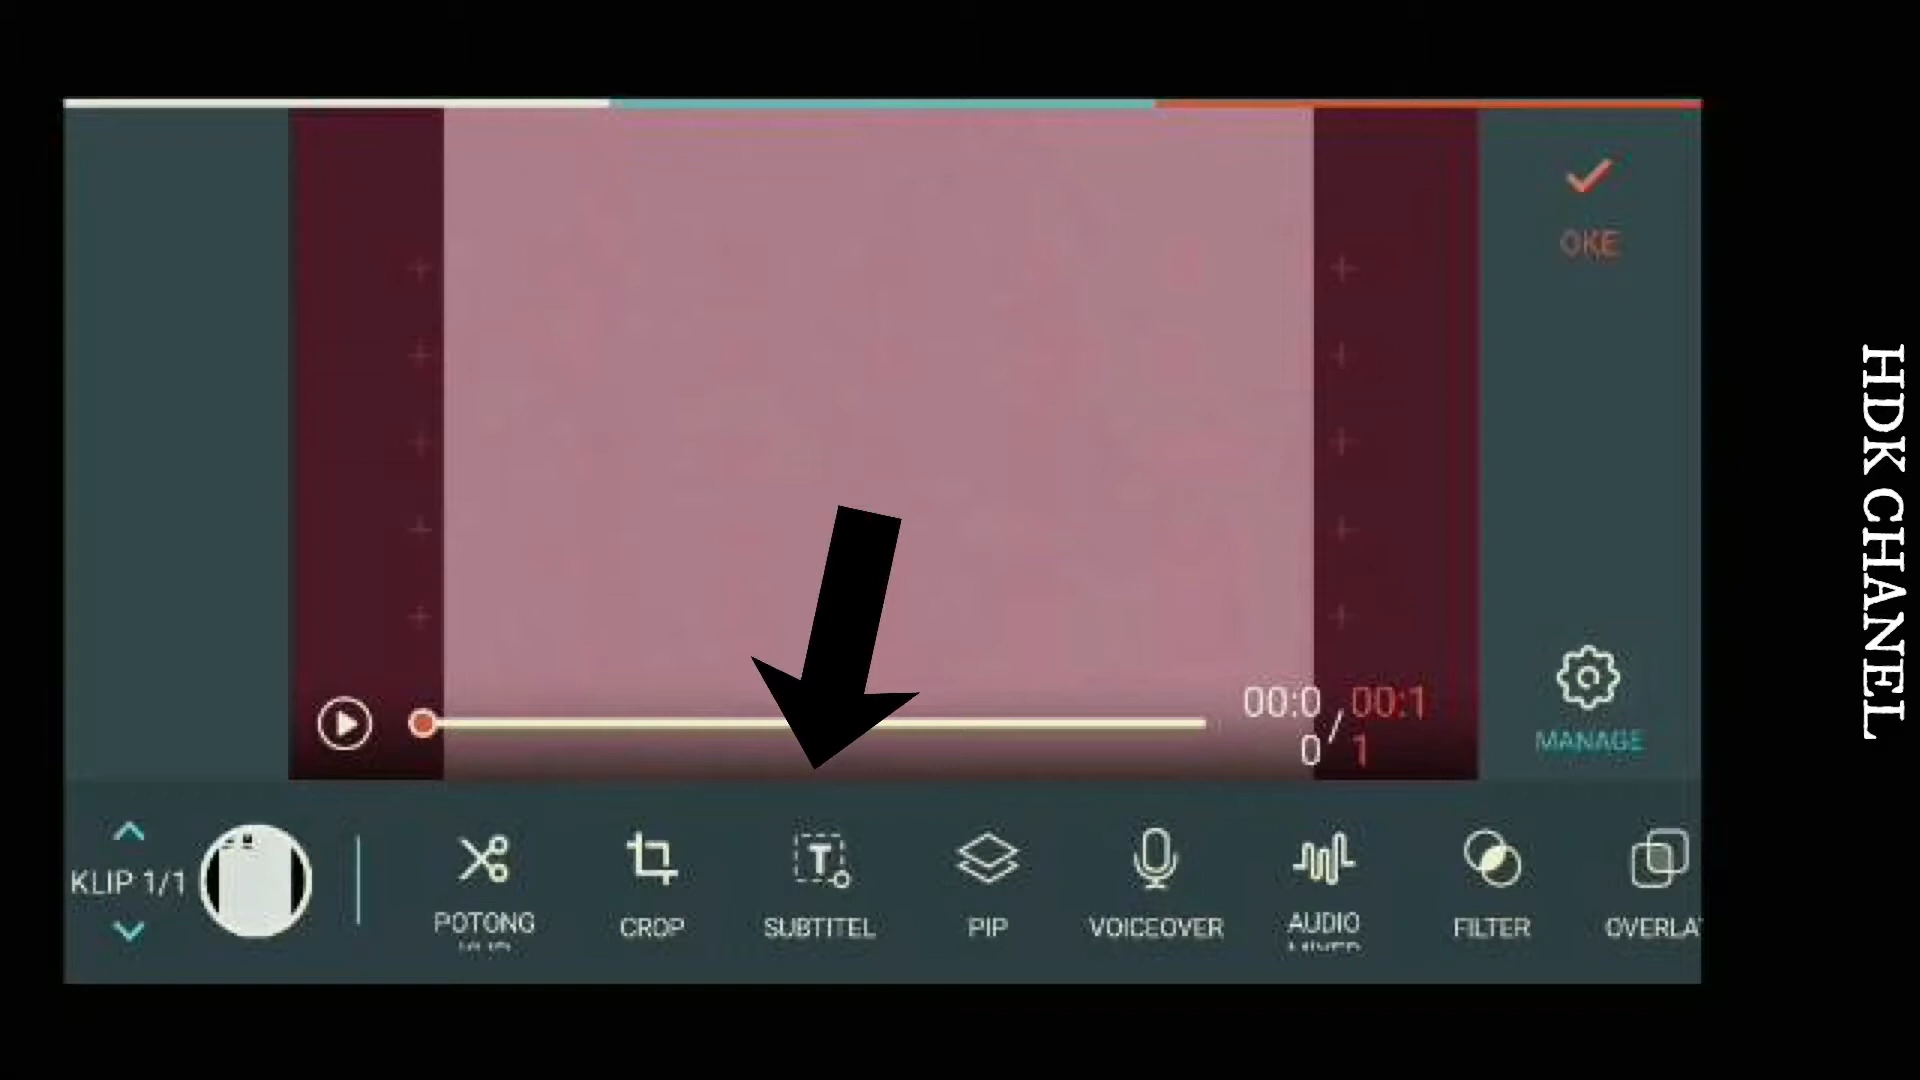 OKE
HDK CHANEL
00:0 / 00:1
0 1
MANAGE
KLIP 1/1
POTONG
CROP
SUBTITEL
PIP
VOICEOVER
AUDIO
FILTER
OVERLA